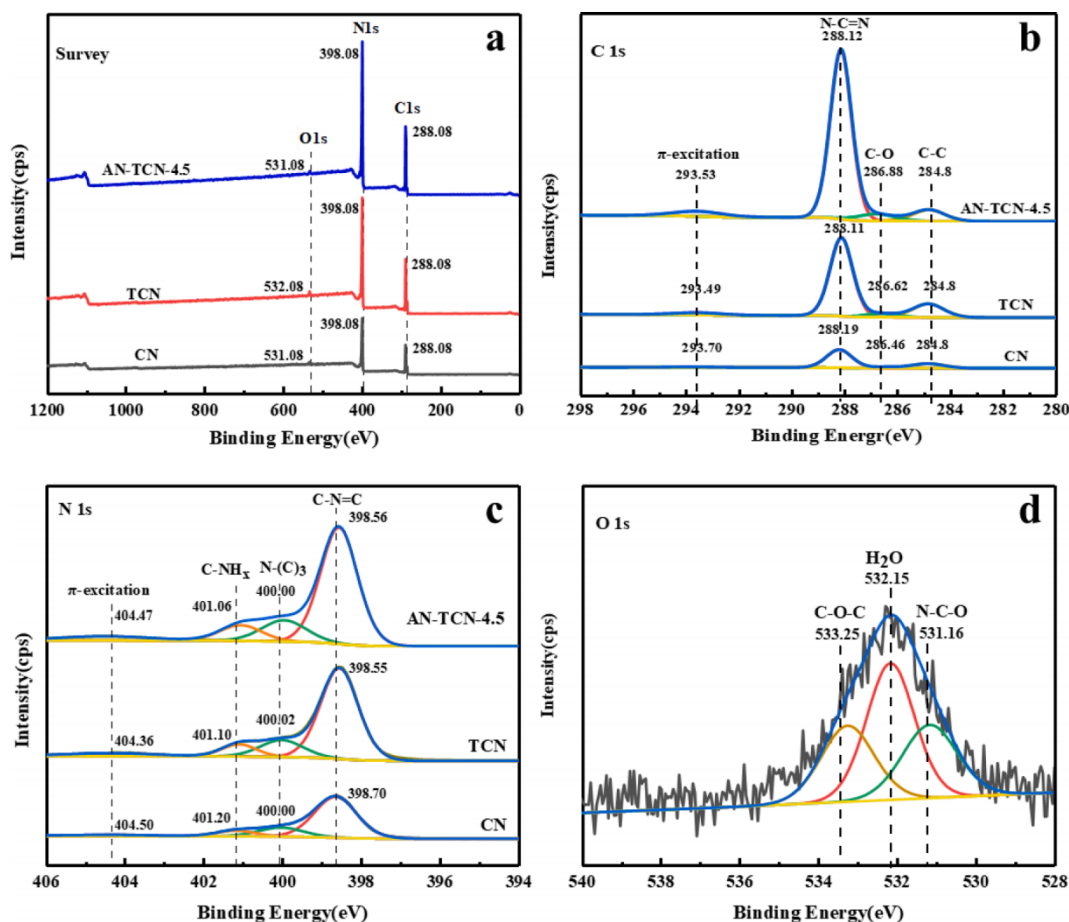 a
Survey
N1s
398.08
C1s
288.08
O1s
531.08
AN-TCN-4.5
398.08
288.08
TCN
532.08
398.08
288.08
CN
531.08
1200 1000 800 600 400 200 0
Binding Energy(eV)
Intensity(cps)
b
C 1s
N-C=N
288.12
π-excitation
293.53
C-O
286.88
C-C
284.8
AN-TCN-4.5
288.11
293.49
286.62
284.8
TCN
288.19
293.70
286.46
284.8
CN
298 296 294 292 290 288 286 284 282 280
Binding Energr(eV)
Intensity(cps)
c
N 1s
C-N=C
398.56
C-NHx
401.06
N-(C)3
400.00
π-excitation
404.47
AN-TCN-4.5
398.55
404.36
401.10
400.02
TCN
398.70
404.50
401.20
400.00
CN
406 404 402 400 398 396 394
Binding Energy(eV)
Intensity(cps)
d
O 1s
H2O
532.15
C-O-C
533.25
N-C-O
531.16
540 538 536 534 532 530 528
Binding Energy(eV)
Intensity(cps)